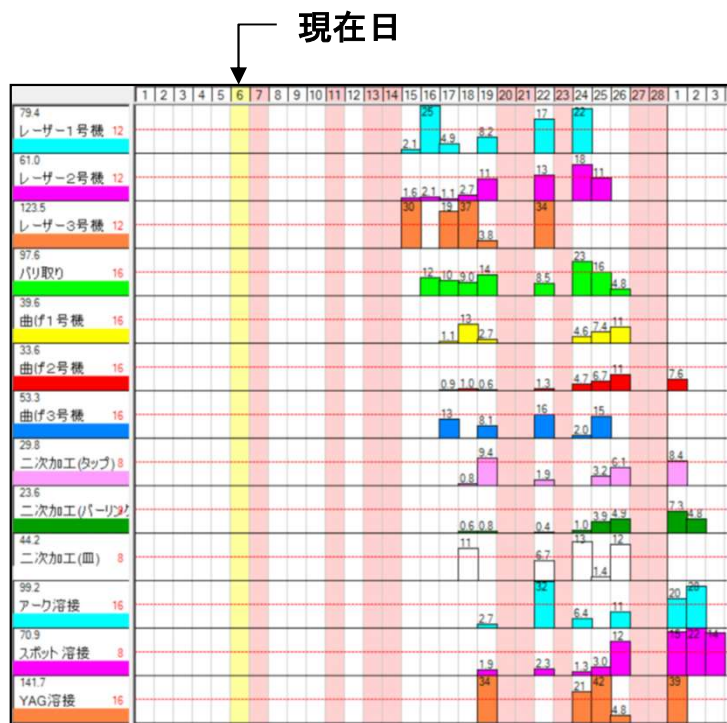 現在日
1 2 3 4 5 6 7 8 9 10 11 12 13 14 15 16 17 18 19 20 21 22 23 24 25 26 27 28 1 2 3
79.4
レーザー1号機 12
2.1 25 4.9 8.2 17 22
61.0
レーザー2号機 12
1.6 2.1 1.1 2.7 11 13 18 11
123.5
レーザー3号機 12
30 19 37 3.8 34
97.6
バリ取り 16
12 10 9.0 14 8.5 23 16 4.8
39.6
曲げ1号機 16
1.1 13 2.7 4.6 7.4 11
33.6
曲げ2号機 16
0.9 1.0 0.6 1.3 4.7 6.7 11 7.6
53.3
曲げ3号機 16
13 8.1 16 2.0 15
29.8
二次加工(タップ) 8
0.8 9.4 1.9 3.2 6.1 8.4
23.6
二次加工(バーリング
0.6 0.8 0.4 1.0 3.9 4.9 7.3 4.8
44.2
二次加工(皿) 8
11 6.7 13 1.4 12
99.2
アーク溶接 16
2.7 32 6.4 11 20
70.9
スポット溶接 8
1.9 2.3 1.3 3.0 12 15 22 14
141.7
YAG溶接 16
34 21 42 4.8 39